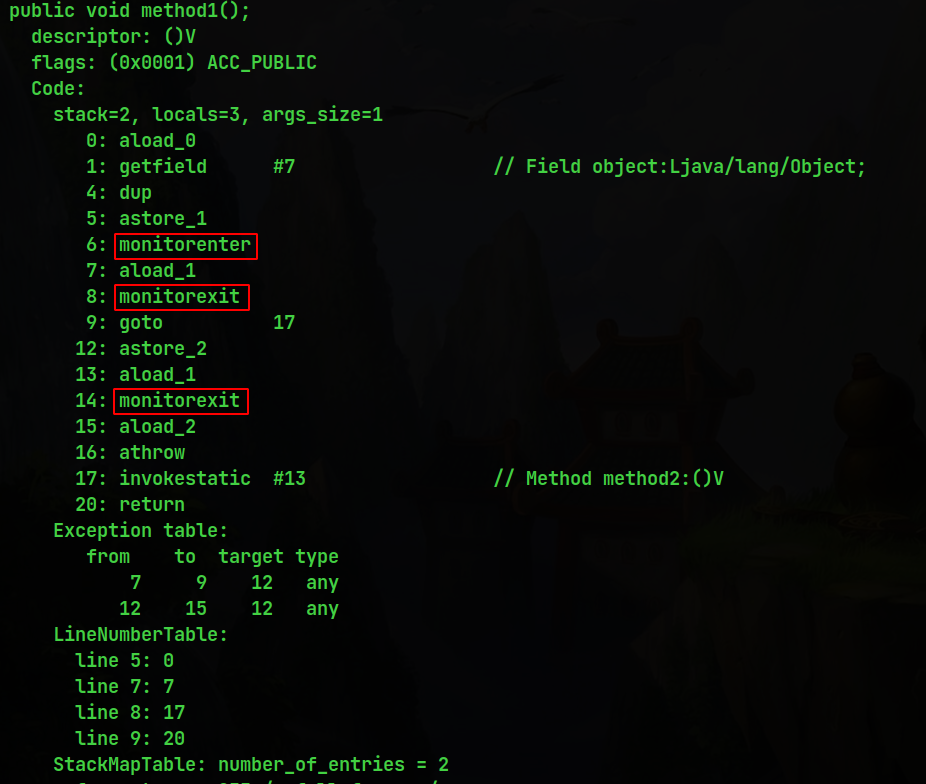 public void method1();
  descriptor: ()V
  flags: (0x0001) ACC_PUBLIC
  Code:
    stack=2, locals=3, args_size=1
       0: aload_0
       1: getfield      #7                  // Field object:Ljava/lang/Object;
       4: dup
       5: astore_1
       6: monitorenter
       7: aload_1
       8: monitorexit
       9: goto          17
      12: astore_2
      13: aload_1
      14: monitorexit
      15: aload_2
      16: athrow
      17: invokestatic  #13                 // Method method2:()V
      20: return
    Exception table:
       from    to  target type
           7     9    12   any
          12    15    12   any
    LineNumberTable:
      line 5: 0
      line 7: 7
      line 8: 17
      line 9: 20
    StackMapTable: number_of_entries = 2